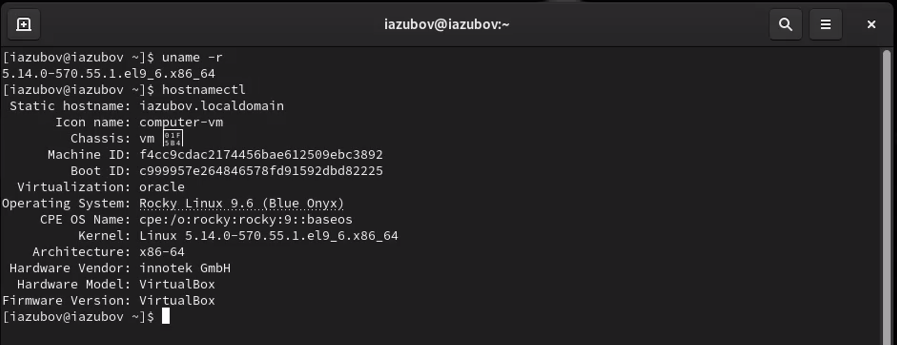 iazubov@iazubov:~
[iazubov@iazubov ~]$ uname -r
5.14.0-570.55.1.el9_6.x86_64
[iazubov@iazubov ~]$ hostnamectl
Static hostname: iazubov.localdomain
Icon name: computer-vm
Chassis: vm 01F5B4
Machine ID: f4cc9cdac2174456bae612509ebc3892
Boot ID: c999957e264846578fd91592dbd82225
Virtualization: oracle
Operating System: Rocky Linux 9.6 (Blue Onyx)
CPE OS Name: cpe:/o:rocky:rocky:9::baseos
Kernel: Linux 5.14.0-570.55.1.el9_6.x86_64
Architecture: x86-64
Hardware Vendor: innotek GmbH
Hardware Model: VirtualBox
Firmware Version: VirtualBox
[iazubov@iazubov ~]$